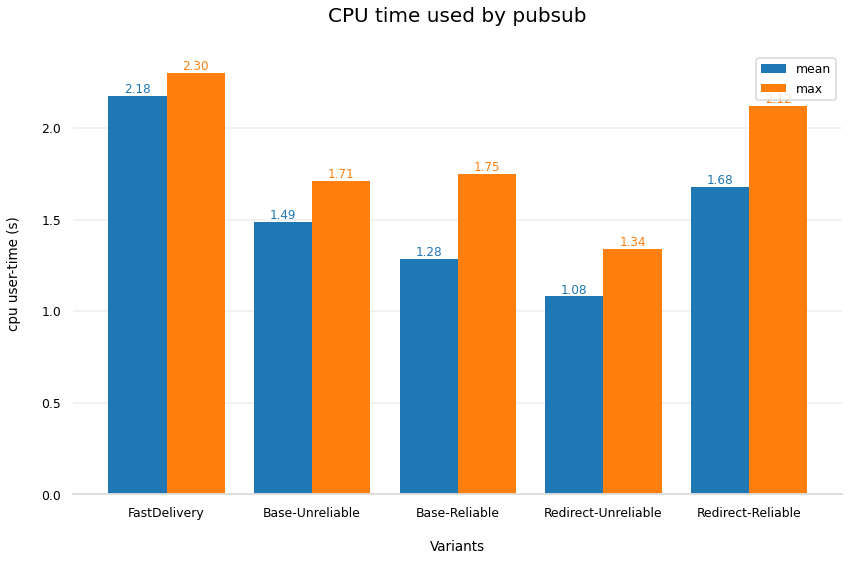 CPU time used by pubsub
cpu user-time (s)
2.0
1.5
1.0
0.5
0.0
2.18
2.30
1.49
1.71
1.28
1.75
1.08
1.34
1.68
2.12
mean
max
FastDelivery
Base-Unreliable
Base-Reliable
Redirect-Unreliable
Redirect-Reliable
Variants